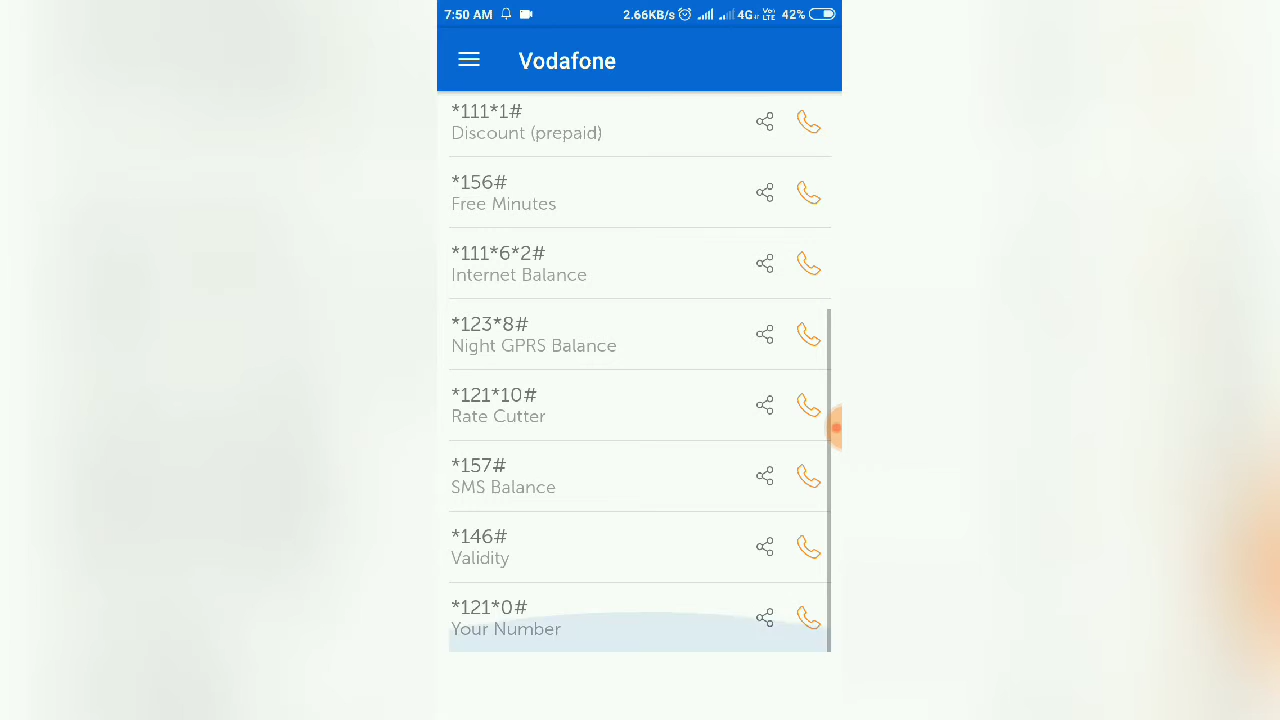 7:50 AM 2.66KB/s 4G Vo) LTE 42%
Vodafone
*111*1#
Discount (prepaid)
*156#
Free Minutes
*111*6*2#
Internet Balance
*123*8#
Night GPRS Balance
*121*10#
Rate Cutter
*157#
SMS Balance
*146#
Validity
*121*0#
Your Number